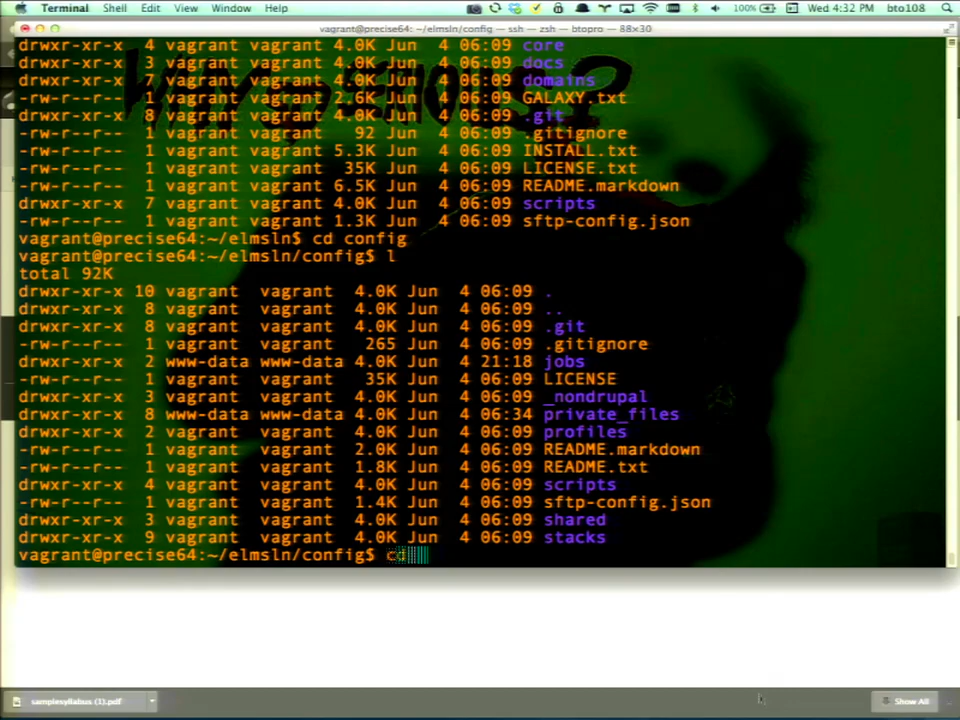 Terminal Shell Edit View Window Help 100% Wed 4:32 PM bto108
vagrant@precise64: ~/elmsln/config — ssh — zsh — btopro — 88×30
drwxr-xr-x 4 vagrant vagrant 4.0K Jun 4 06:09 core
drwxr-xr-x 3 vagrant vagrant 4.0K Jun 4 06:09 docs
drwxr-xr-x 7 vagrant vagrant 4.0K Jun 4 06:09 domains
-rw-r--r-- 1 vagrant vagrant 2.6K Jun 4 06:09 GALAXY.txt
drwxr-xr-x 8 vagrant vagrant 4.0K Jun 4 06:09 .git
-rw-r--r-- 1 vagrant vagrant 92 Jun 4 06:09 .gitignore
-rw-r--r-- 1 vagrant vagrant 5.3K Jun 4 06:09 INSTALL.txt
-rw-r--r-- 1 vagrant vagrant 35K Jun 4 06:09 LICENSE.txt
-rw-r--r-- 1 vagrant vagrant 6.5K Jun 4 06:09 README.markdown
drwxr-xr-x 7 vagrant vagrant 4.0K Jun 4 06:09 scripts
-rw-r--r-- 1 vagrant vagrant 1.3K Jun 4 06:09 sftp-config.json
vagrant@precise64:~/elmsln$ cd config
vagrant@precise64:~/elmsln/config$ l
total 92K
drwxr-xr-x 10 vagrant vagrant 4.0K Jun 4 06:09 .
drwxr-xr-x 8 vagrant vagrant 4.0K Jun 4 06:09 ..
drwxr-xr-x 8 vagrant vagrant 4.0K Jun 4 06:09 .git
-rw-r--r-- 1 vagrant vagrant 265 Jun 4 06:09 .gitignore
drwxr-xr-x 2 www-data www-data 4.0K Jun 4 21:18 jobs
-rw-r--r-- 1 vagrant vagrant 35K Jun 4 06:09 LICENSE
drwxr-xr-x 3 vagrant vagrant 4.0K Jun 4 06:09 _nondrupal
drwxr-xr-x 8 www-data www-data 4.0K Jun 4 06:34 private_files
drwxr-xr-x 2 vagrant vagrant 4.0K Jun 4 06:09 profiles
-rw-r--r-- 1 vagrant vagrant 2.0K Jun 4 06:09 README.markdown
-rw-r--r-- 1 vagrant vagrant 1.8K Jun 4 06:09 README.txt
drwxr-xr-x 4 vagrant vagrant 4.0K Jun 4 06:09 scripts
-rw-r--r-- 1 vagrant vagrant 1.4K Jun 4 06:09 sftp-config.json
drwxr-xr-x 3 vagrant vagrant 4.0K Jun 4 06:09 shared
drwxr-xr-x 9 vagrant vagrant 4.0K Jun 4 06:09 stacks
vagrant@precise64:~/elmsln/config$ cd
samplesyllabus (1).pdf Show All